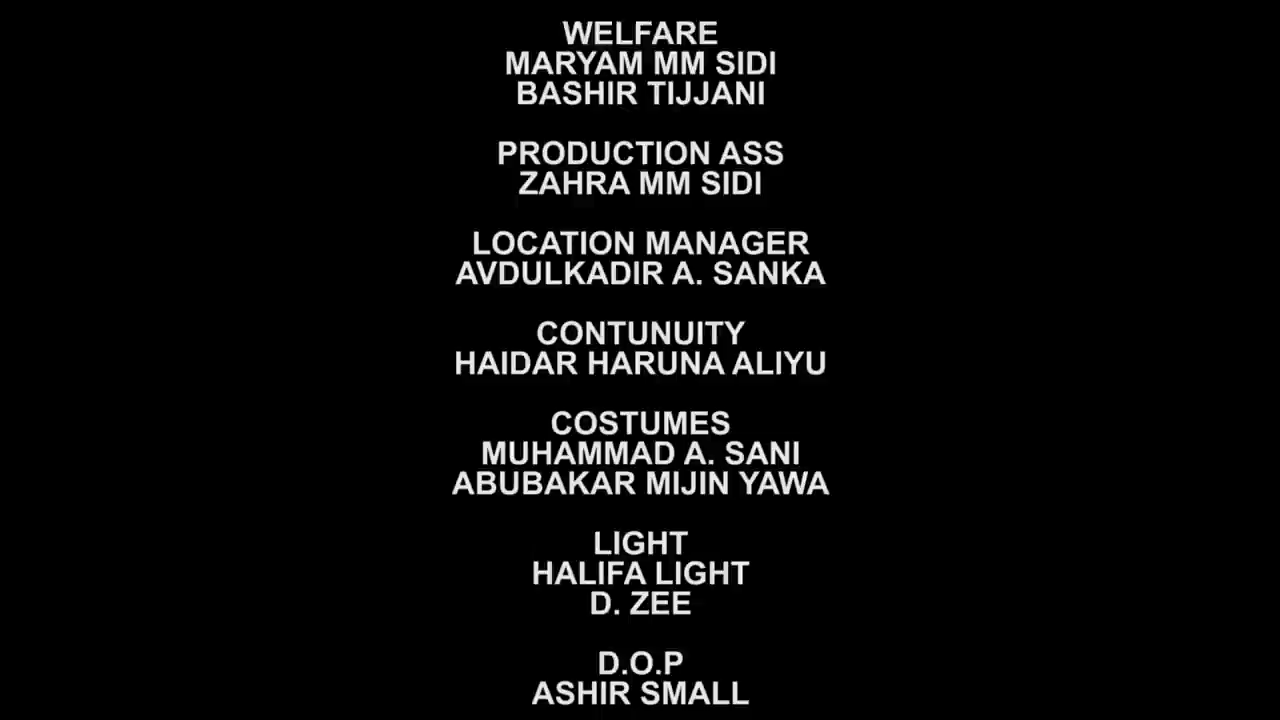 WELFARE
MARYAM MM SIDI
BASHIR TIJJANI
PRODUCTION ASS
ZAHRA MM SIDI
LOCATION MANAGER
AVDULKADIR A. SANKA
CONTUNUITY
HAIDAR HARUNA ALIYU
COSTUMES
MUHAMMAD A. SANI
ABUBAKAR MIJIN YAWA
LIGHT
HALIFA LIGHT
D. ZEE
D.O.P
ASHIR SMALL